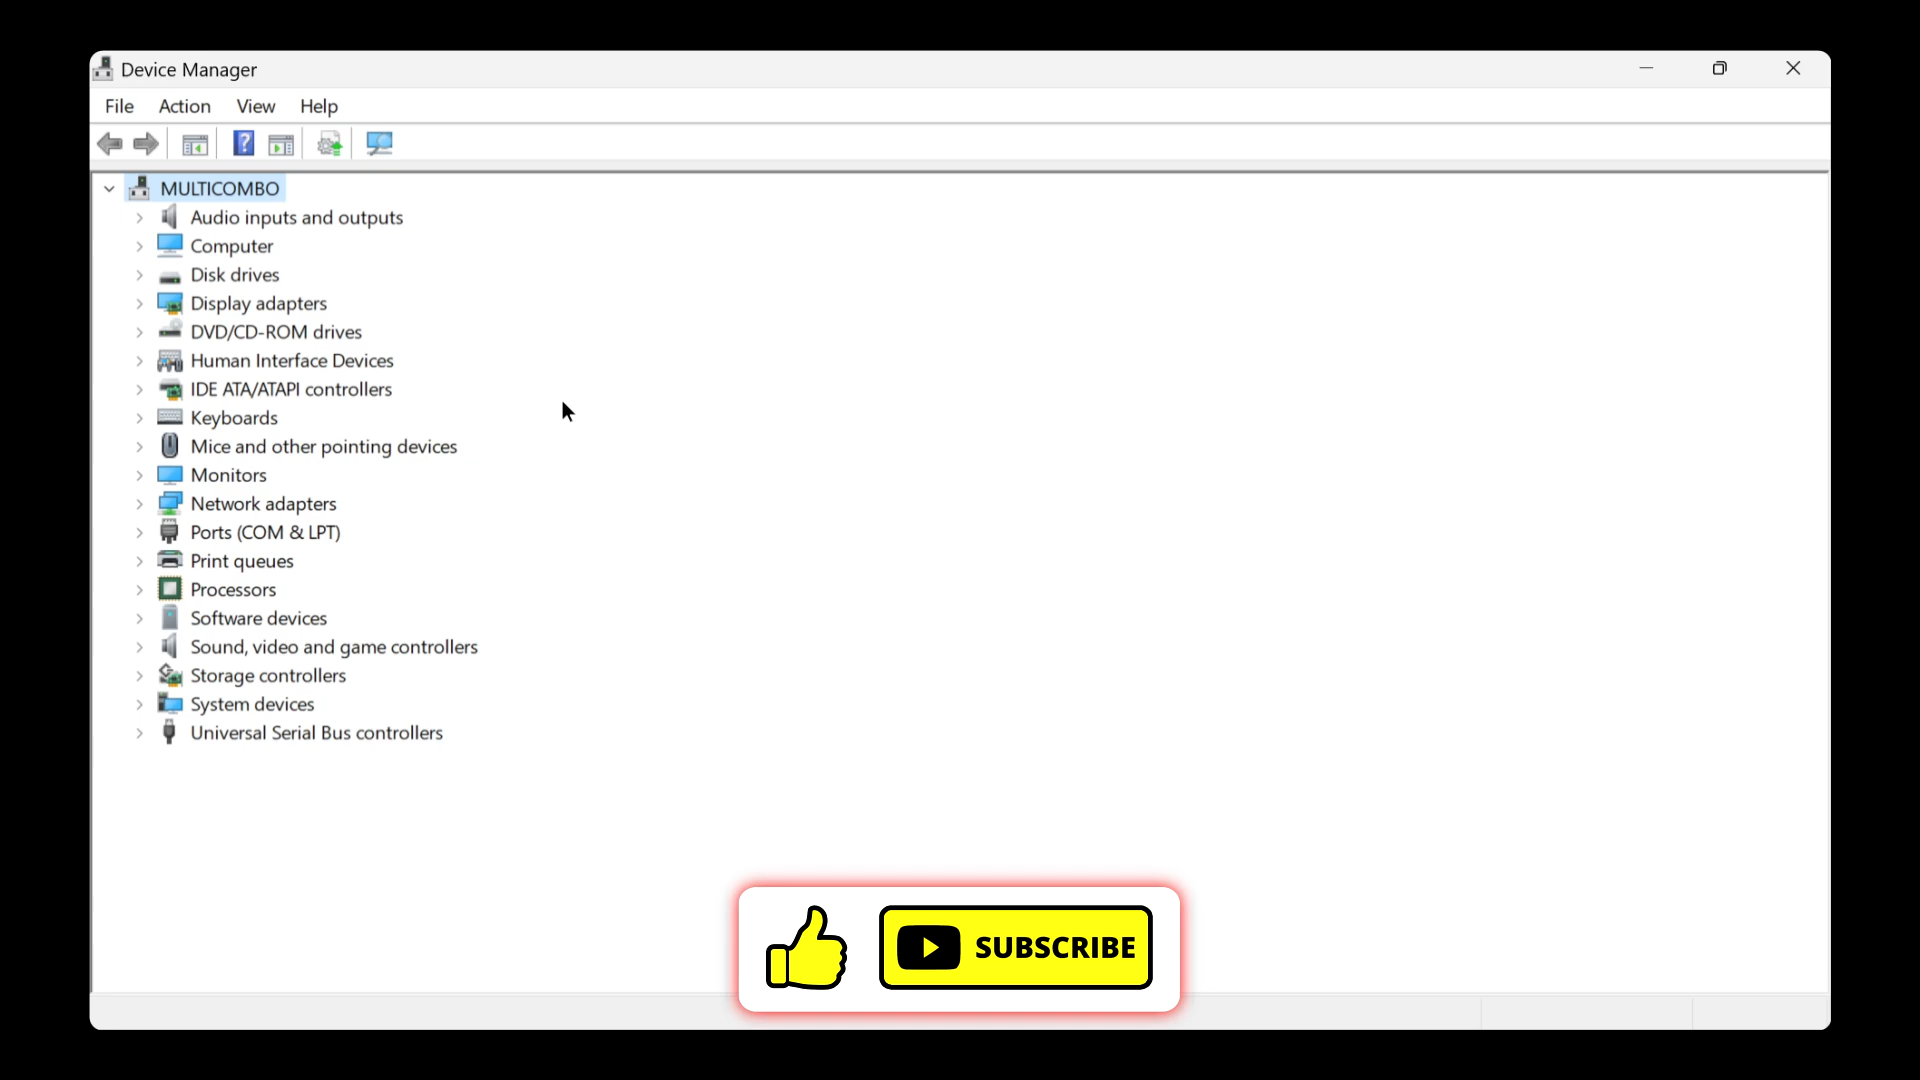 Device Manager
File Action View Help
MULTICOMBO
Audio inputs and outputs
Computer
Disk drives
Display adapters
DVD/CD-ROM drives
Human Interface Devices
IDE ATA/ATAPI controllers
Keyboards
Mice and other pointing devices
Monitors
Network adapters
Ports (COM & LPT)
Print queues
Processors
Software devices
Sound, video and game controllers
Storage controllers
System devices
Universal Serial Bus controllers
SUBSCRIBE